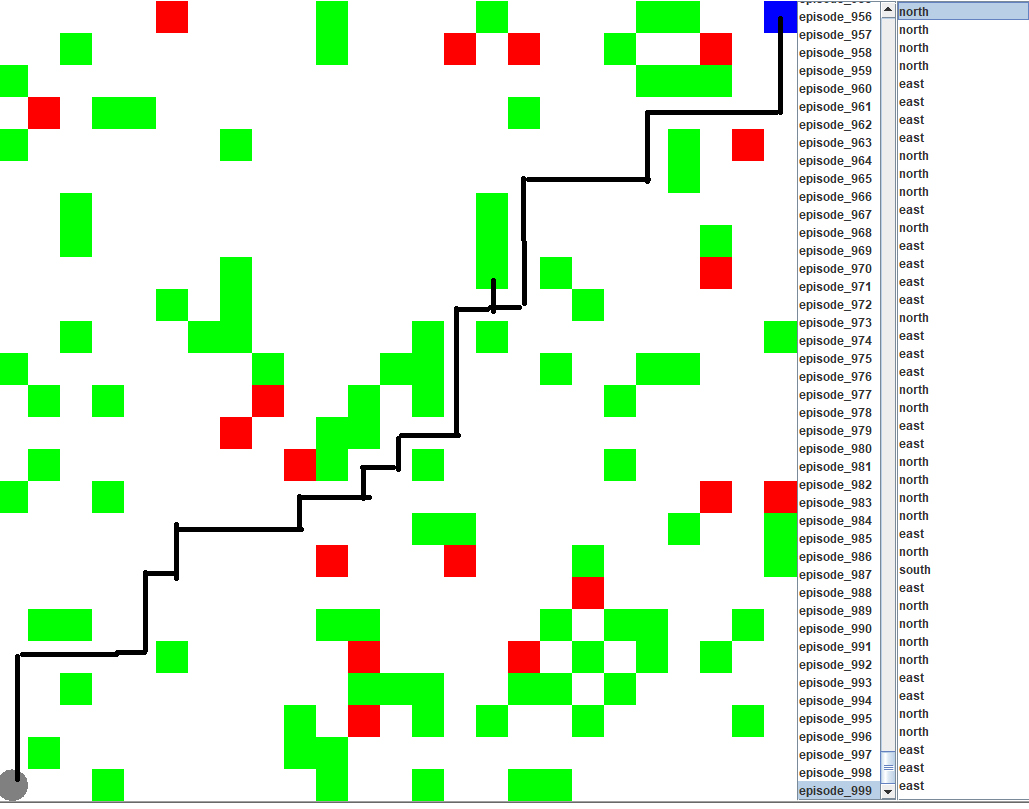 episode_956
episode_957
episode_958
episode_959
episode_960
episode_961
episode_962
episode_963
episode_964
episode_965
episode_966
episode_967
episode_968
episode_969
episode_970
episode_971
episode_972
episode_973
episode_974
episode_975
episode_976
episode_977
episode_978
episode_979
episode_980
episode_981
episode_982
episode_983
episode_984
episode_985
episode_986
episode_987
episode_988
episode_989
episode_990
episode_991
episode_992
episode_993
episode_994
episode_995
episode_996
episode_997
episode_998
episode_999
north
north
north
north
east
east
east
east
north
north
north
east
north
east
east
east
east
north
east
east
east
north
north
east
east
north
north
north
north
east
north
south
east
north
north
north
north
east
east
north
north
east
east
east